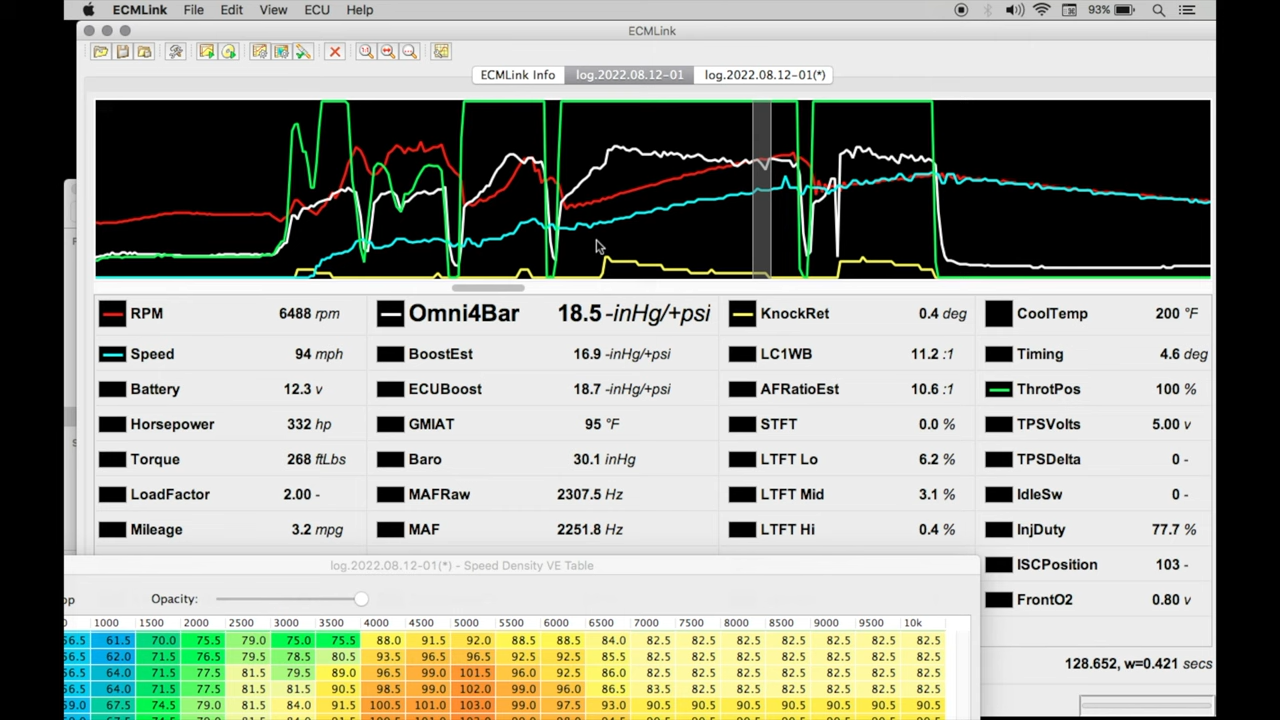 ECMLink File Edit View ECU Help 93%
ECMLink
ECMLink Info log.2022.08.12-01 log.2022.08.12-01(*)
RPM 6488 rpm Omni4Bar 18.5 -inHg/+psi KnockRet 0.4 deg CoolTemp 200 °F
Speed 94 mph BoostEst 16.9 -inHg/+psi LC1WB 11.2 :1 Timing 4.6 deg
Battery 12.3 v ECUBoost 18.7 -inHg/+psi AFRatioEst 10.6 :1 ThrotPos 100 %
Horsepower 332 hp GMIAT 95 °F STFT 0.0 % TPSVolts 5.00 v
Torque 268 ftLbs Baro 30.1 inHg LTFT Lo 6.2 % TPSDelta 0 -
LoadFactor 2.00 - MAFRaw 2307.5 Hz LTFT Mid 3.1 % IdleSw 0 -
Mileage 3.2 mpg MAF 2251.8 Hz LTFT Hi 0.4 % InjDuty 77.7 %
log.2022.08.12-01(*) - Speed Density VE Table ISCPosition 103 -
op Opacity: FrontO2 0.80 v
1000 1500 2000 2500 3000 3500 4000 4500 5000 5500 6000 6500 7000 7500 8000 8500 9000 9500 10k
56.5 61.5 70.0 75.5 79.0 75.0 75.5 88.0 91.5 92.0 88.5 88.5 84.0 82.5 82.5 82.5 82.5 82.5 82.5 82.5
56.5 62.0 71.5 76.5 79.5 78.5 80.5 93.5 96.5 96.5 92.5 92.5 85.5 82.5 82.5 82.5 82.5 82.5 82.5 82.5
56.5 64.0 71.5 77.5 81.5 79.5 89.0 96.5 99.0 101.5 96.0 92.5 86.0 82.5 82.5 82.5 82.5 82.5 82.5 82.5
56.5 64.0 71.5 77.5 81.5 81.5 90.5 98.5 99.0 102.0 99.0 96.0 86.5 83.5 82.5 82.5 82.5 82.5 82.5 82.5
59.0 67.0 74.5 79.0 81.5 84.0 91.5 100.5 99.0 103.0 99.0 97.5 93.0 90.5 90.5 90.5 90.5 90.5 90.5 90.5
128.652, w=0.421 secs